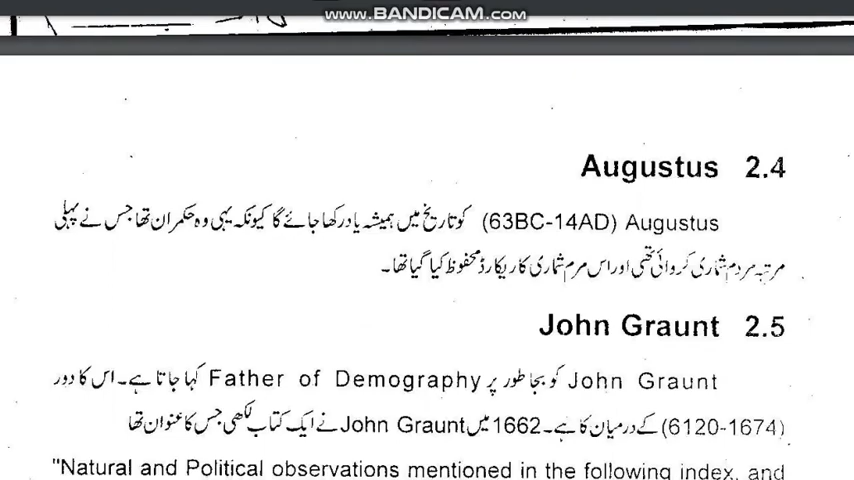 www.BANDICAM.com
2.4 Augustus
Augustus (63BC-14AD) کو تاریخ میں ہمیشہ یاد رکھا جائے گا کیونکہ یہی وہ حکمران تھا جس نے پہلی
مرتبہ مردم شماری کروائی تھی اور اس مرم شماری کا ریکارڈ محفوظ کیا گیا تھا۔
2.5 John Graunt
John Graunt کو بجا طور پر Father of Demography کہا جاتا ہے۔ اس کا دور
(6120-1674) کے درمیان کا ہے۔ 1662 میں John Graunt نے ایک کتاب لکھی جس کا عنوان تھا
"Natural and Political observations mentioned in the following index, and